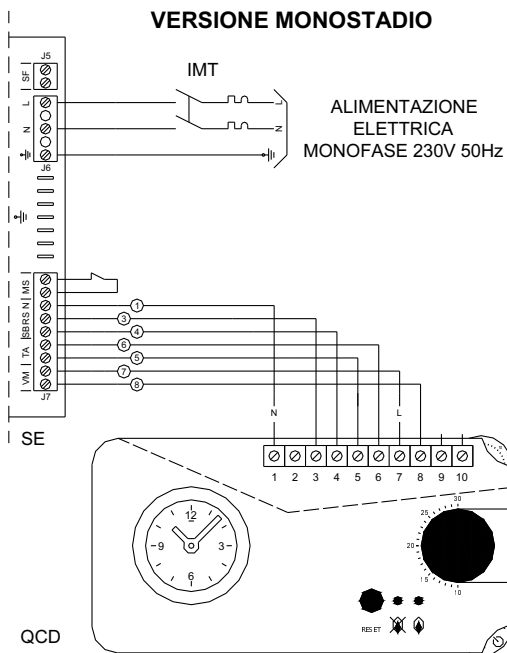 VERSIONE MONOSTADIO
J5
SF
IMT
L
N
J6
L
N
ALIMENTAZIONE
ELETTRICA
MONOFASE 230V 50Hz
MS
N
SBRS
TA
VM
J7
1
3
4
6
5
7
8
N
L
SE
1 2 3 4 5 6 7 8 9 10
12
9
3
6
30
25
20
15
10
RESET
QCD